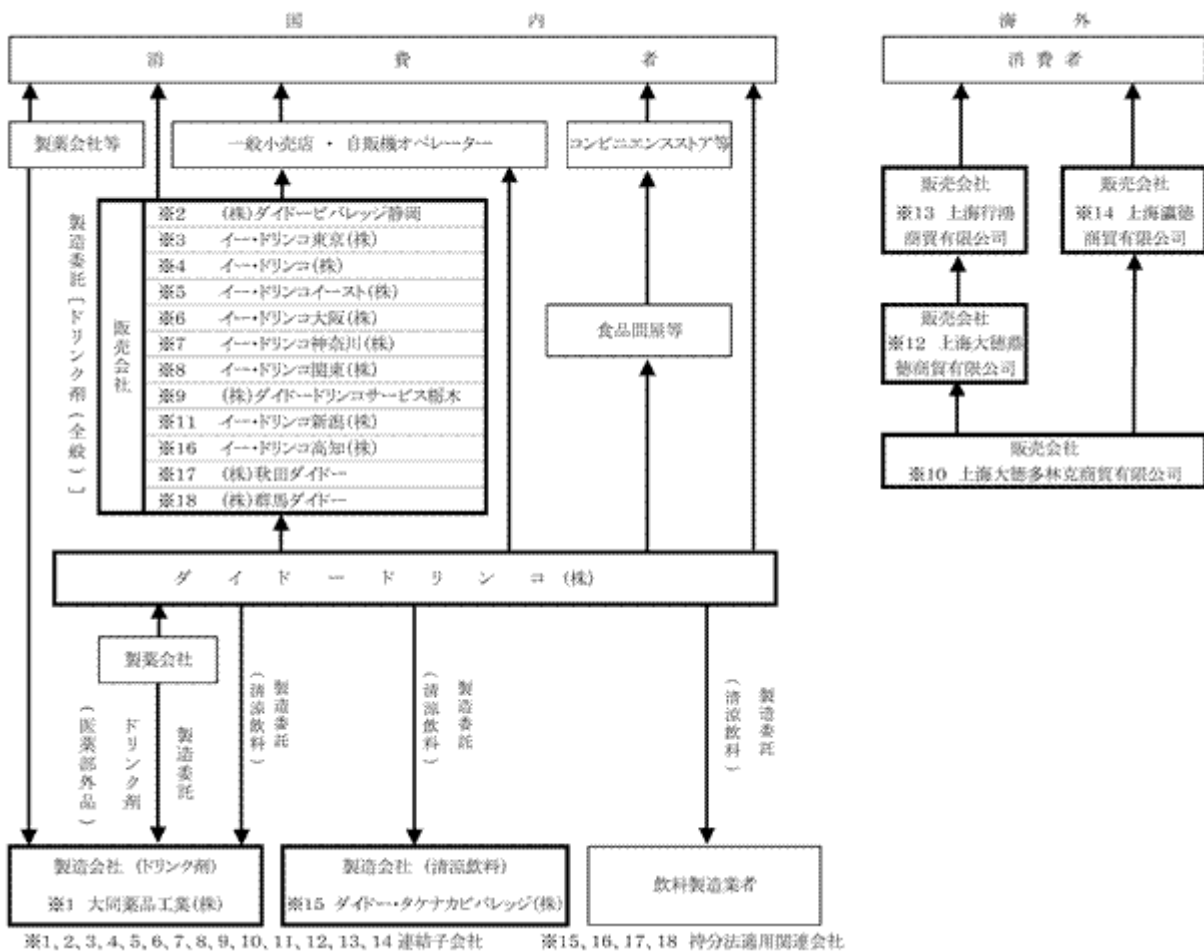 国 内
消 費 者
海 外
消 費 者
製薬会社等
一般小売店 ・ 自販機オペレーター
コンビニエンスストア等
製造委託〔ドリンク剤(全般)〕
販売会社
※2 (株)ダイドービバレッジ静岡
※3 イー・ドリンコ東京(株)
※4 イー・ドリンコ(株)
※5 イー・ドリンコイースト(株)
※6 イー・ドリンコ大阪(株)
※7 イー・ドリンコ神奈川(株)
※8 イー・ドリンコ関東(株)
※9 (株)ダイドードリンコサービス栃木
※11 イー・ドリンコ新潟(株)
※16 イー・ドリンコ高知(株)
※17 (株)秋田ダイドー
※18 (株)群馬ダイドー
食品問屋等
販売会社
※13 上海行鴻
商貿有限公司
販売会社
※14 上海瀛徳
商貿有限公司
販売会社
※12 上海大徳
徳商貿有限公司
販売会社
※10 上海大徳多林克商貿有限公司
ダ イ ド ー ド リ ン コ (株)
製薬会社
製造委託
ドリンク剤
(医薬部外品)
製造委託
(清涼飲料)
製造委託
(清涼飲料)
製造委託
(清涼飲料)
製造会社 (ドリンク剤)
※1 大同薬品工業(株)
製造会社 (清涼飲料)
※15 ダイドー・タケナカビバレッジ(株)
飲料製造業者
※1、2、3、4、5、6、7、8、9、10、11、12、13、14 連結子会社
※15、16、17、18 持分法適用関連会社